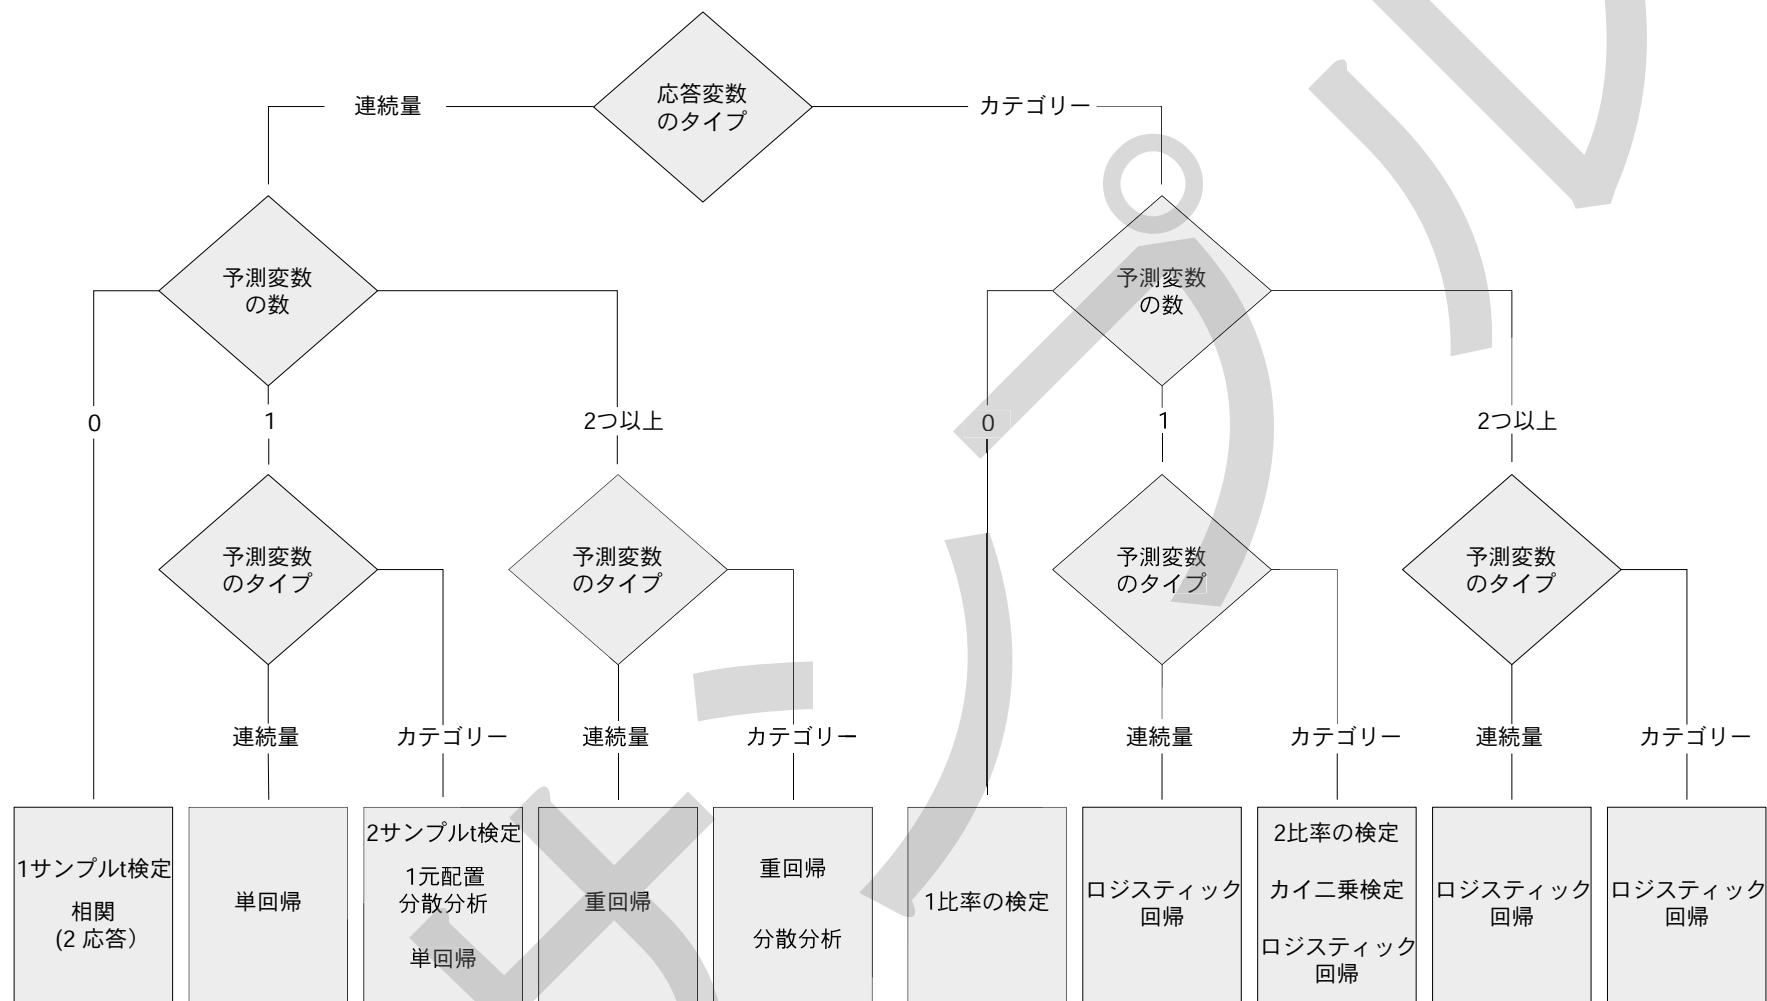 応答変数
のタイプ
連続量
カテゴリー
予測変数
の数
予測変数
の数
0
1
2つ以上
0
1
2つ以上
予測変数
のタイプ
予測変数
のタイプ
予測変数
のタイプ
予測変数
のタイプ
連続量
カテゴリー
連続量
カテゴリー
連続量
カテゴリー
連続量
カテゴリー
1サンプルt検定
相関
(2 応答)
単回帰
2サンプルt検定
1元配置
分散分析
単回帰
重回帰
重回帰
分散分析
1比率の検定
ロジスティック
回帰
2比率の検定
カイ二乗検定
ロジスティック
回帰
ロジスティック
回帰
ロジスティック
回帰
サンプル